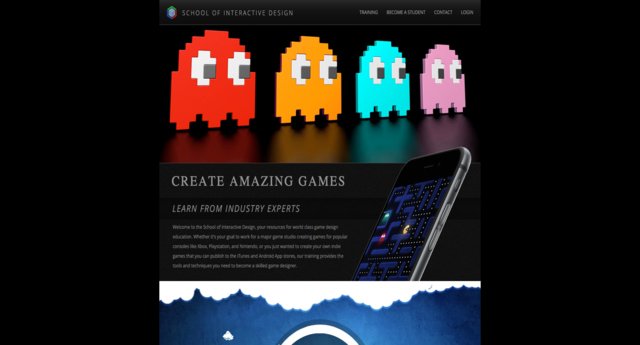 SCHOOL OF INTERACTIVE DESIGN
TRAINING BECOME A STUDENT CONTACT LOGIN
CREATE AMAZING GAMES
LEARN FROM INDUSTRY EXPERTS
Welcome to the School of Interactive Design, your resources for world class game design
education. Whether it's your goal to work for a major game studio creating games for popular
consoles like Xbox, Playstation, and Nintendo, or you just wanted to create your own indie
games that you can publish to the iTunes and Android App stores, our training provides the
tools and techniques you need to become a skilled game designer.